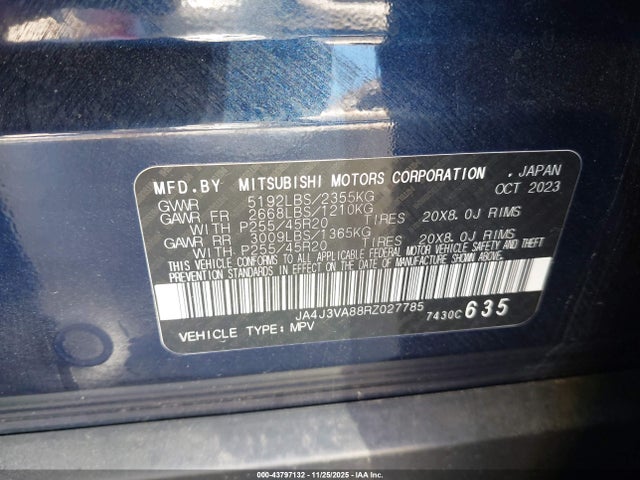 MFD.BY MITSUBISHI MOTORS CORPORATION . JAPAN
GVWR 5192LBS/2355KG OCT 2023
GAWR FR 2668LBS/1210KG
WITH P255/45R20 TIRES 20X8.0J RIMS
GAWR RR 3009LBS/1365KG
WITH P255/45R20 TIRES 20X8.0J RIMS
THIS VEHICLE CONFORMS TO ALL APPLICABLE FEDERAL MOTOR VEHICLE SAFETY AND THEFT
PREVENTION STANDARDS IN EFFECT ON THE DATE OF MANUFACTURE SHOWN ABOVE.
JA4J3VA88RZ027785 7430C 635
VEHICLE TYPE: MPV
000-43797132 - 11/25/2025 - IAA Inc.